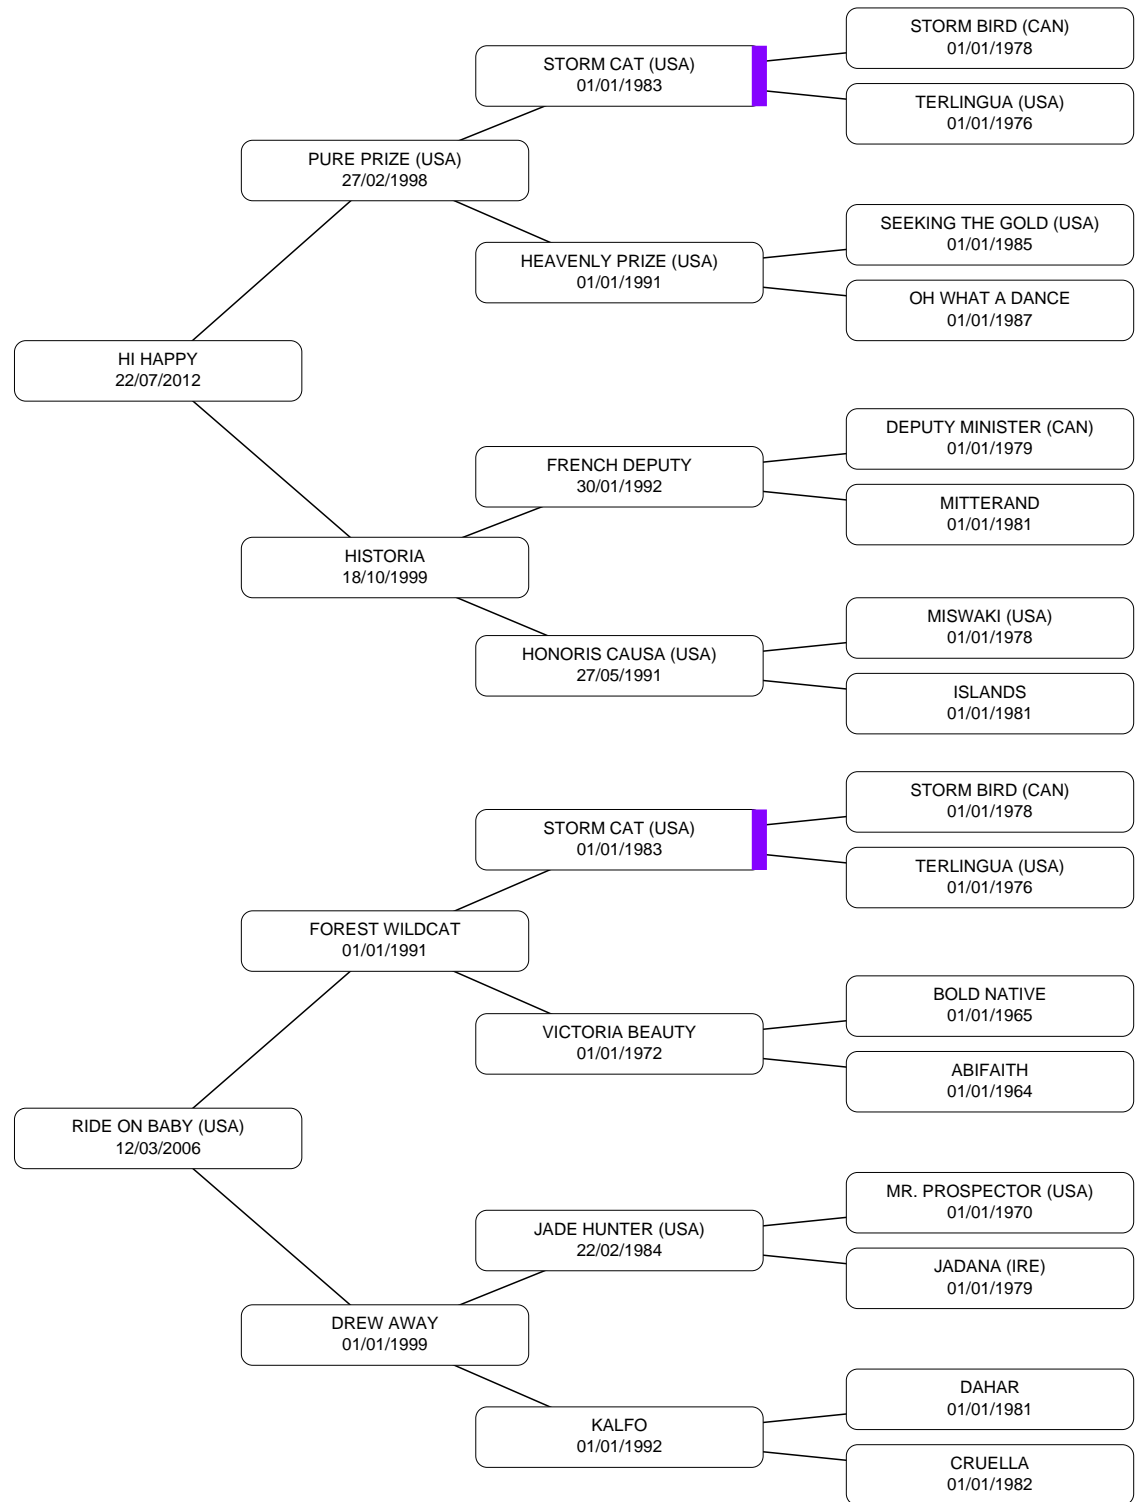 STORM BIRD (CAN)
01/01/1978
STORM CAT (USA)
01/01/1983
TERLINGUA (USA)
01/01/1976
PURE PRIZE (USA)
27/02/1998
SEEKING THE GOLD (USA)
01/01/1985
HEAVENLY PRIZE (USA)
01/01/1991
OH WHAT A DANCE
01/01/1987
HI HAPPY
22/07/2012
DEPUTY MINISTER (CAN)
01/01/1979
FRENCH DEPUTY
30/01/1992
MITTERAND
01/01/1981
HISTORIA
18/10/1999
MISWAKI (USA)
01/01/1978
HONORIS CAUSA (USA)
27/05/1991
ISLANDS
01/01/1981
STORM BIRD (CAN)
01/01/1978
STORM CAT (USA)
01/01/1983
TERLINGUA (USA)
01/01/1976
FOREST WILDCAT
01/01/1991
BOLD NATIVE
01/01/1965
VICTORIA BEAUTY
01/01/1972
ABIFAITH
01/01/1964
RIDE ON BABY (USA)
12/03/2006
MR. PROSPECTOR (USA)
01/01/1970
JADE HUNTER (USA)
22/02/1984
JADANA (IRE)
01/01/1979
DREW AWAY
01/01/1999
DAHAR
01/01/1981
KALFO
01/01/1992
CRUELLA
01/01/1982